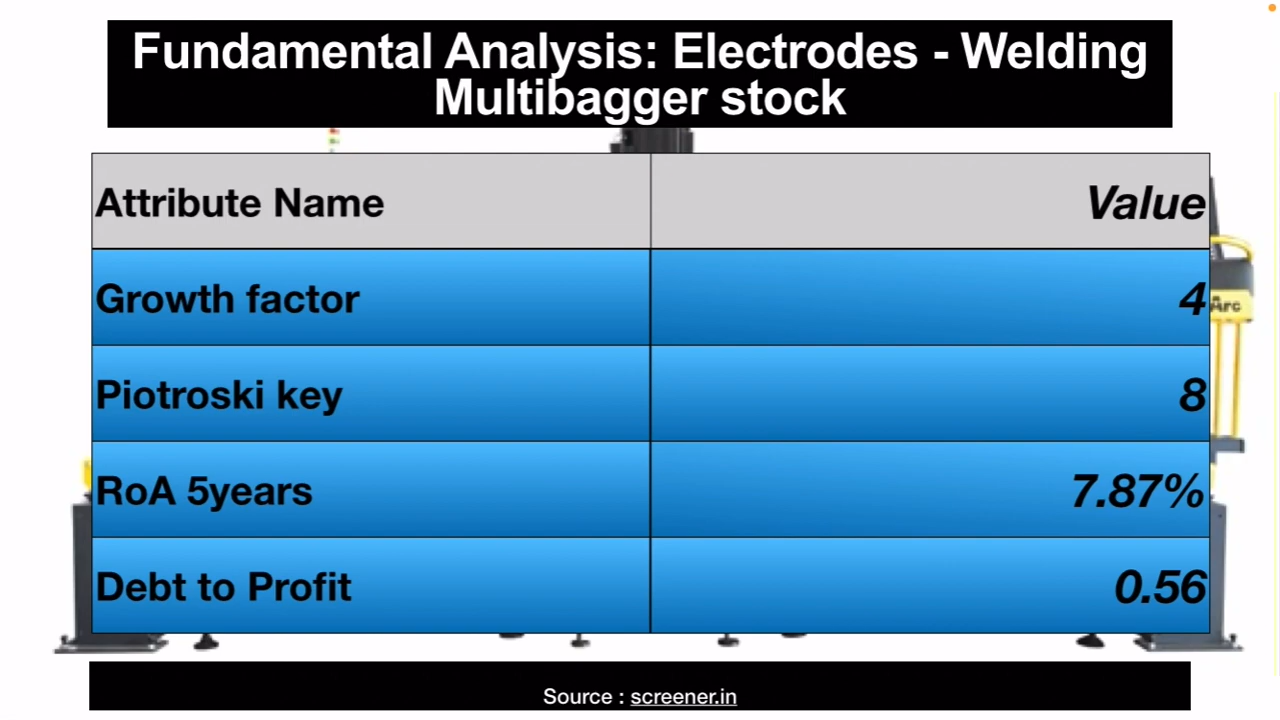 Fundamental Analysis: Electrodes - Welding
Multibagger stock
Attribute Name Value
Growth factor 4
Piotroski key 8
RoA 5years 7.87%
Debt to Profit 0.56
Arc
Source : screener.in